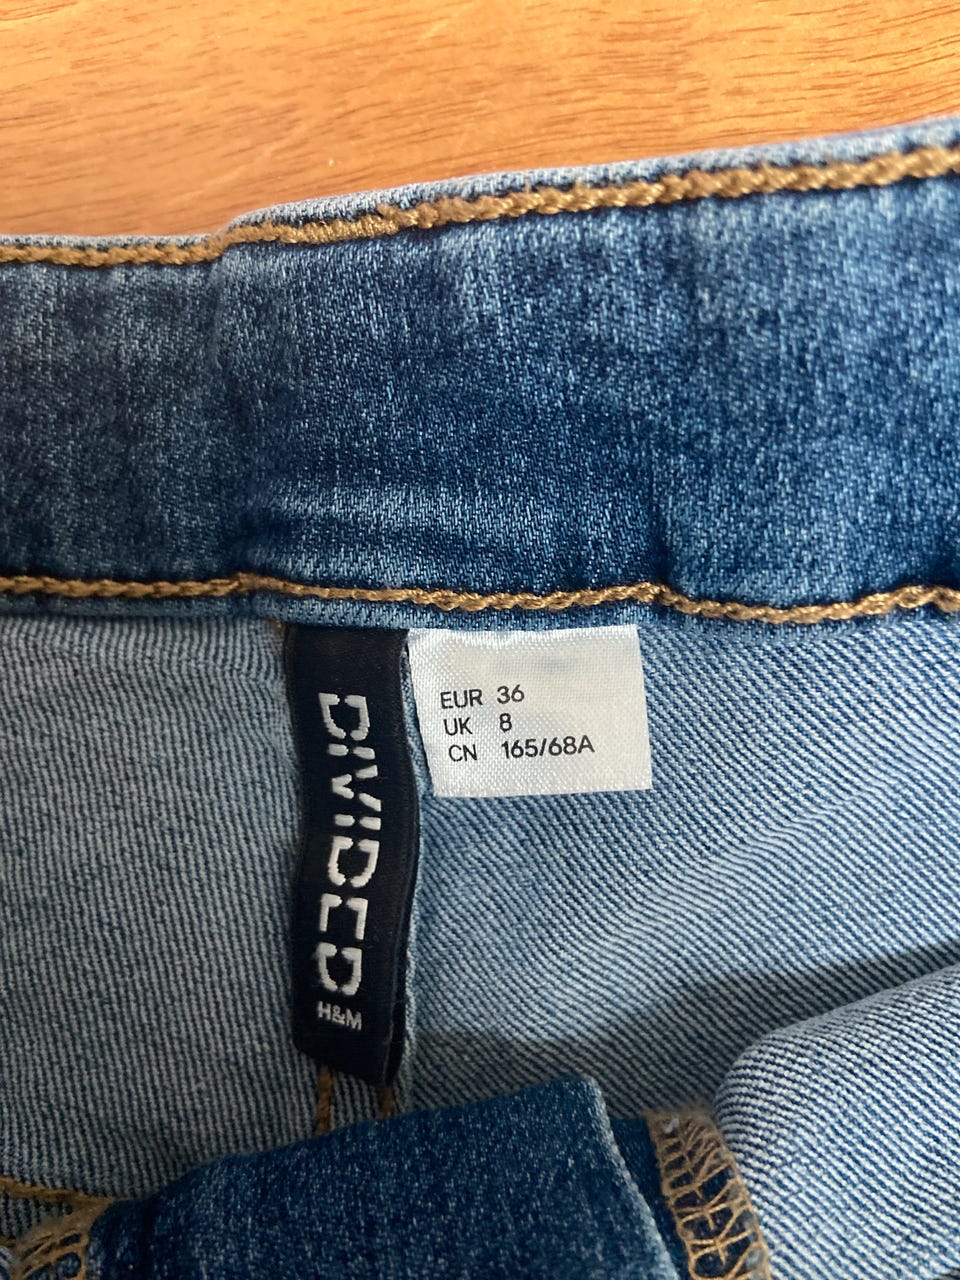 DIVIDED
H&M
EUR 36
UK 8
CN 165/68A